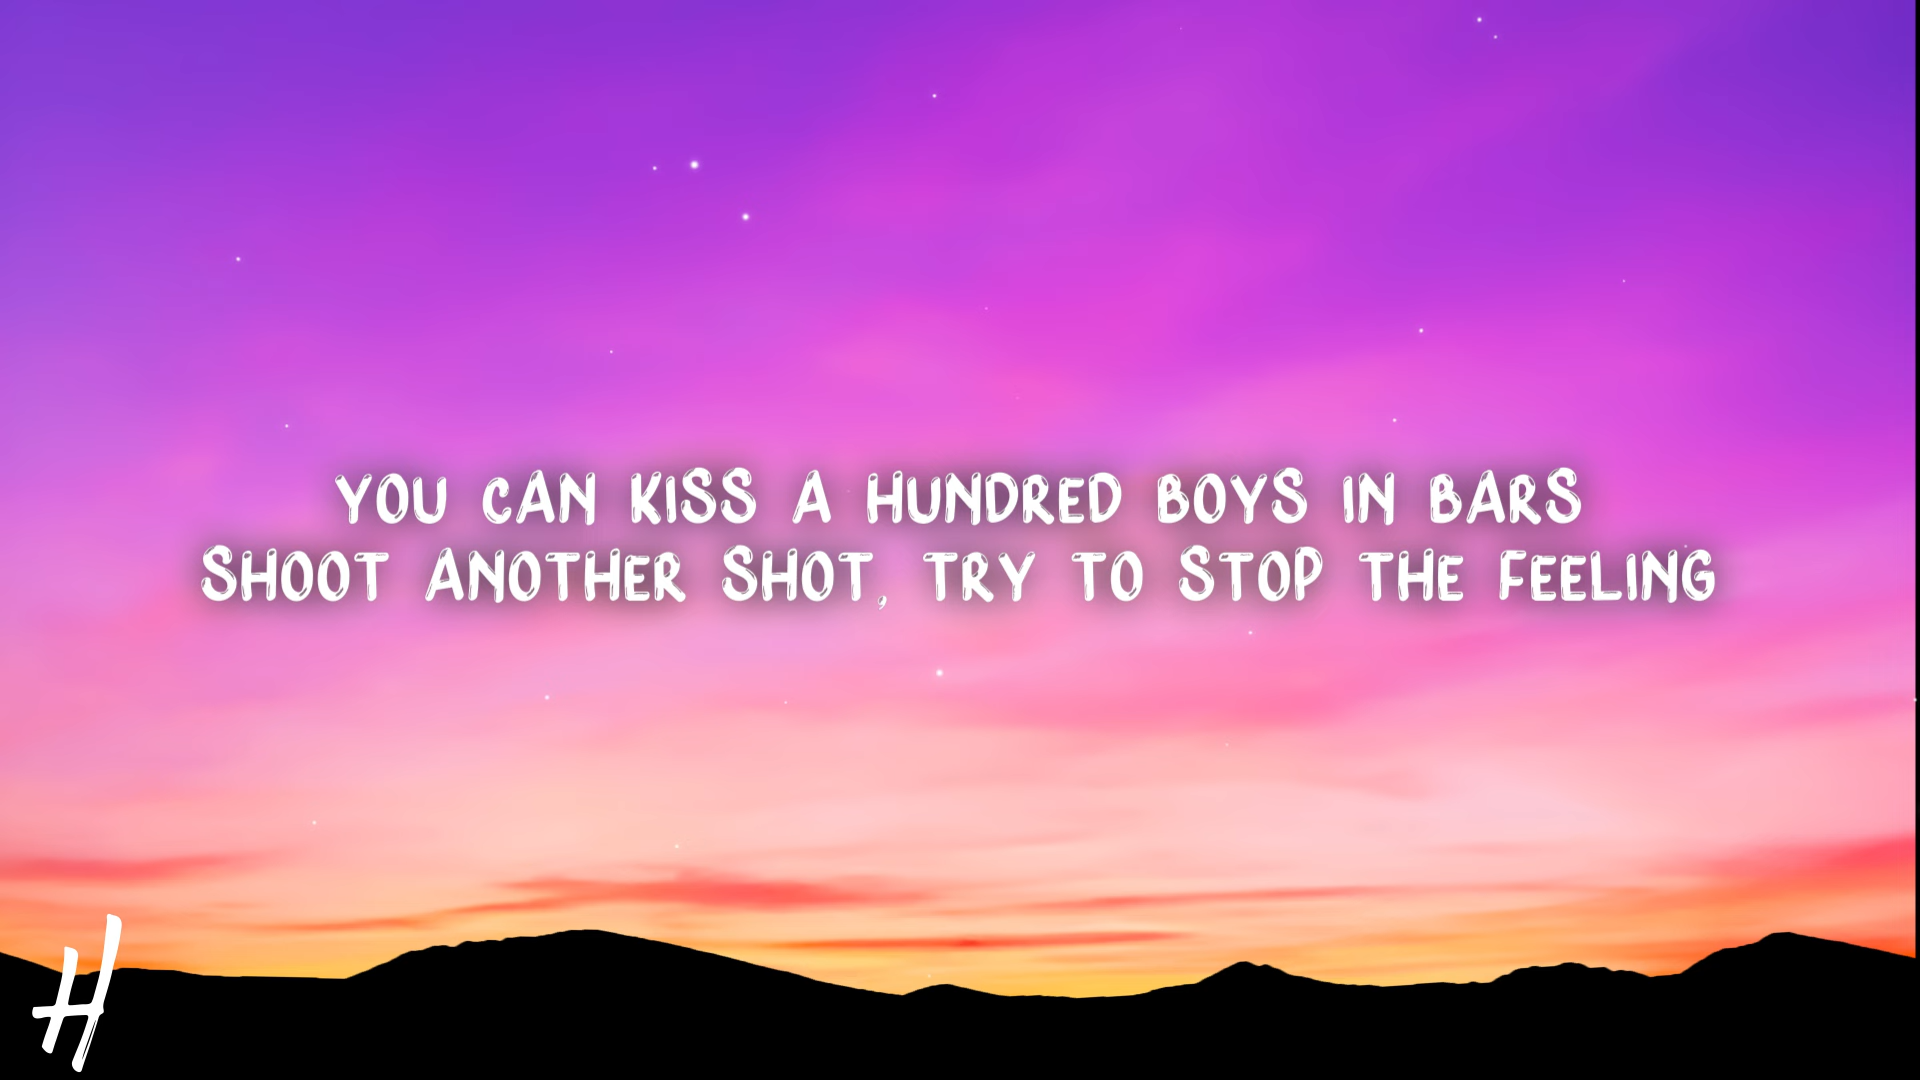 YOU CAN KISS A HUNDRED BOYS IN BARS
SHOOT ANOTHER SHOT, TRY TO STOP THE FEELING
H